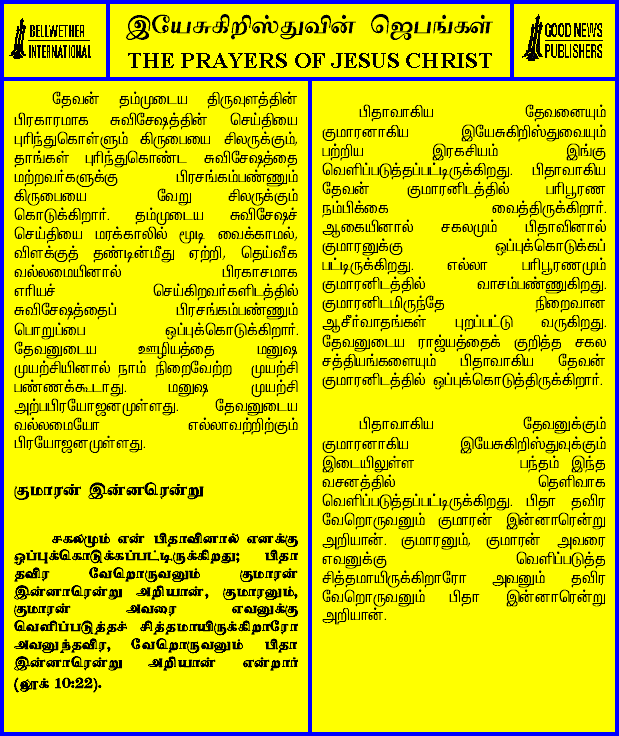 BELLWETHER
INTERNATIONAL
இயேசுகிறிஸ்துவின் ஜெபங்கள்
THE PRAYERS OF JESUS CHRIST
GOOD NEWS
PUBLISHERS
தேவன் தம்முடைய திருவுளத்தின்
பிரகாரமாக சுவிசேஷத்தின் செய்தியை
புரிந்துகொள்ளும் கிருபையை சிலருக்கும்,
தாங்கள் புரிந்துகொண்ட சுவிசேஷத்தை
மற்றவர்களுக்கு பிரசங்கம்பண்ணும்
கிருபையை வேறு சிலருக்கும்
கொடுக்கிறார். தம்முடைய சுவிசேஷச்
செய்தியை மரக்காலில் மூடி வைக்காமல்,
விளக்குத் தண்டின்மீது ஏற்றி, தெய்வீக
வல்லமையினால் பிரகாசமாக
எரியச் செய்கிறவர்களிடத்தில்
சுவிசேஷத்தைப் பிரசங்கம்பண்ணும்
பொறுப்பை ஒப்புக்கொடுக்கிறார்.
தேவனுடைய ஊழியத்தை மனுஷ
முயற்சியினால் நாம் நிறைவேற்ற முயற்சி
பண்ணக்கூடாது. மனுஷ முயற்சி
அற்பபிரயோஜனமுள்ளது. தேவனுடைய
வல்லமையோ எல்லாவற்றிற்கும்
பிரயோஜனமுள்ளது.
குமாரன் இன்னாரென்று
சகலமும் என் பிதாவினால் எனக்கு
ஒப்புக்கொடுக்கப்பட்டிருக்கிறது; பிதா
தவிர வேறொருவனும் குமாரன்
இன்னாரென்று அறியான், குமாரனும்,
குமாரன் அவரை எவனுக்கு
வெளிப்படுத்தச் சித்தமாயிருக்கிறாரோ
அவனுந்தவிர, வேறொருவனும் பிதா
இன்னாரென்று அறியான் என்றார்
(லூக் 10:22).
பிதாவாகிய தேவனையும்
குமாரனாகிய இயேசுகிறிஸ்துவையும்
பற்றிய இரகசியம் இங்கு
வெளிப்படுத்தப்பட்டிருக்கிறது. பிதாவாகிய
தேவன் குமாரனிடத்தில் பரிபூரண
நம்பிக்கை வைத்திருக்கிறார்.
ஆகையினால் சகலமும் பிதாவினால்
குமாரனுக்கு ஒப்புக்கொடுக்கப்
பட்டிருக்கிறது. எல்லா பரிபூரணமும்
குமாரனிடத்தில் வாசம்பண்ணுகிறது.
குமாரனிடமிருந்தே நிறைவான
ஆசீர்வாதங்கள் புறப்பட்டு வருகிறது.
தேவனுடைய ராஜ்யத்தைக் குறித்த சகல
சத்தியங்களையும் பிதாவாகிய தேவன்
குமாரனிடத்தில் ஒப்புக்கொடுத்திருக்கிறார்.
பிதாவாகிய தேவனுக்கும்
குமாரனாகிய இயேசுகிறிஸ்துவுக்கும்
இடையிலுள்ள பந்தம் இந்த
வசனத்தில் தெளிவாக
வெளிப்படுத்தப்பட்டிருக்கிறது. பிதா தவிர
வேறொருவனும் குமாரன் இன்னாரென்று
அறியான். குமாரனும், குமாரன் அவரை
எவனுக்கு வெளிப்படுத்த
சித்தமாயிருக்கிறாரோ அவனும் தவிர
வேறொருவனும் பிதா இன்னாரென்று
அறியான்.